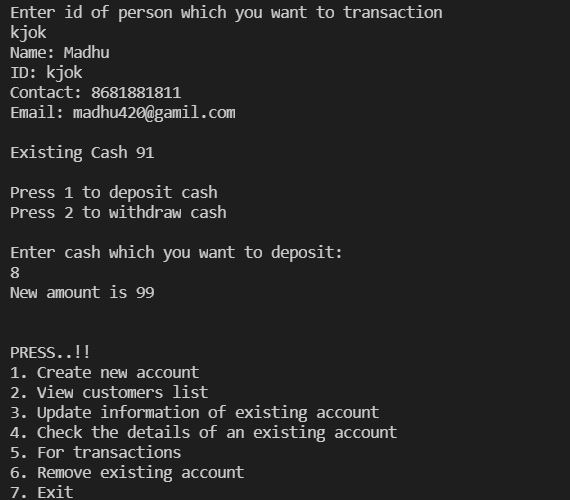 Enter id of person which you want to transaction
kjok
Name: Madhu
ID: kjok
Contact: 8681881811
Email: madhu420@gamil.com
Existing Cash 91
Press 1 to deposit cash
Press 2 to withdraw cash
Enter cash which you want to deposit:
8
New amount is 99
PRESS..!!
1. Create new account
2. View customers list
3. Update information of existing account
4. Check the details of an existing account
5. For transactions
6. Remove existing account
7. Exit